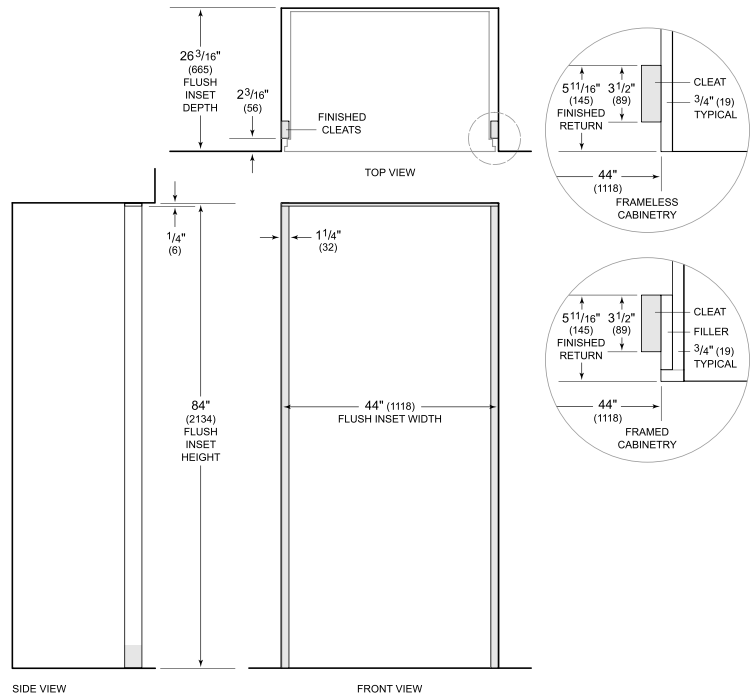 26 3/16"
(665)
FLUSH
INSET
DEPTH
2 3/16"
(56)
FINISHED
CLEATS
TOP VIEW
5 11/16"
(145)
FINISHED
RETURN
3 1/2"
(89)
CLEAT
3/4" (19)
TYPICAL
44"
(1118)
FRAMELESS
CABINETRY
1/4"
(6)
1 1/4"
(32)
5 11/16"
(145)
FINISHED
RETURN
3 1/2"
(89)
CLEAT
FILLER
3/4" (19)
TYPICAL
44"
(1118)
FRAMED
CABINETRY
84"
(2134)
FLUSH
INSET
HEIGHT
44" (1118)
FLUSH INSET WIDTH
SIDE VIEW
FRONT VIEW